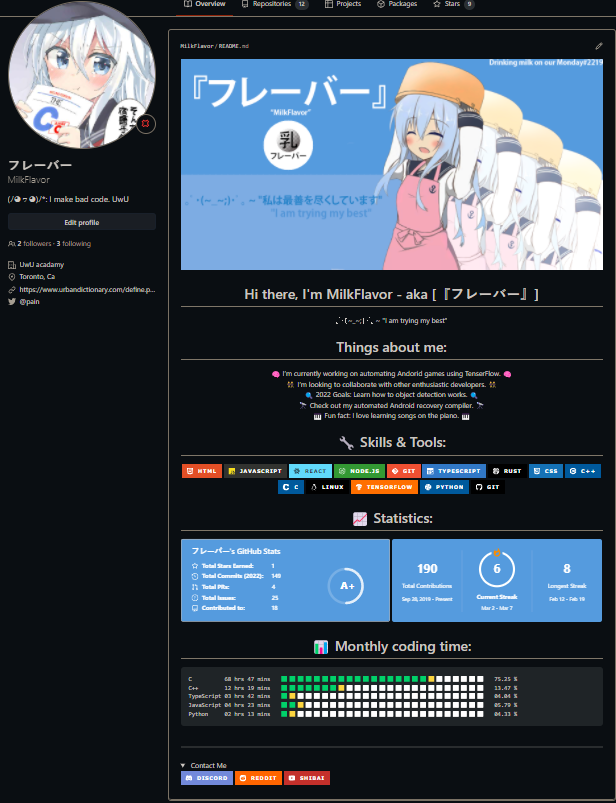 Overview
Repositories 12
Projects
Packages
Stars 9
フレーバー
MilkFlavor
I make bad code. UwU
Edit profile
2 followers · 3 following
UwU acadamy
Toronto, Ca
https://www.urbandictionary.com/define.p...
@pain
MilkFlavor/README.md
Drinking milk on our Monday#2219
『フレーバー』
"MilkFlavor"
乳
フレーバー
~ "私は最善を尽くしています"
"I am trying my best"
Hi there, I'm MilkFlavor - aka [『フレーバー』]
~ "I am trying my best"
Things about me:
🧠 I'm currently working on automating Andorid games using TenserFlow. 🧠
👯 I'm looking to collaborate with other enthusiastic developers. 👯
🔍 2022 Goals: Learn how to object detection works. 🔍
🔭 Check out my automated Android recovery compiler. 🔭
🎹 Fun fact: I love learning songs on the piano. 🎹
🔧 Skills & Tools:
HTML JAVASCRIPT REACT NODE.JS GIT TYPESCRIPT RUST CSS C++
C LINUX TENSORFLOW PYTHON GIT
📈 Statistics:
フレーバー's GitHub Stats
Total Stars Earned: 1
Total Commits (2022): 149
Total PRs: 4
Total Issues: 25
Contributed to: 18
A+
190
Total Contributions
Sep 28, 2019 - Present
6
Current Streak
Mar 2 - Mar 7
8
Longest Streak
Feb 12 - Feb 19
📊 Monthly coding time:
C 68 hrs 47 mins 75.25 %
C++ 12 hrs 19 mins 13.47 %
TypeScript 03 hrs 42 mins 04.04 %
JavaScript 04 hrs 23 mins 05.79 %
Python 02 hrs 13 mins 04.33 %
▼ Contact Me
DISCORD REDDIT SHIBAI